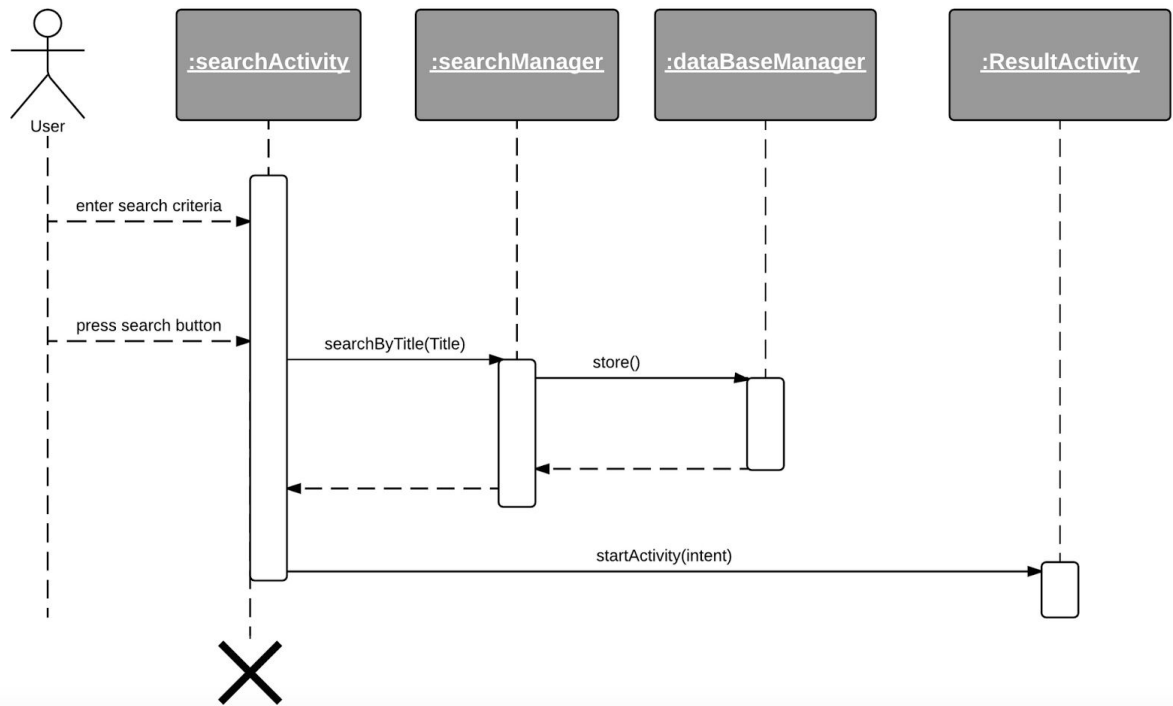 :searchActivity
:searchManager
:dataBaseManager
:ResultActivity
User
enter search criteria
press search button
searchByTitle(Title)
store()
startActivity(intent)